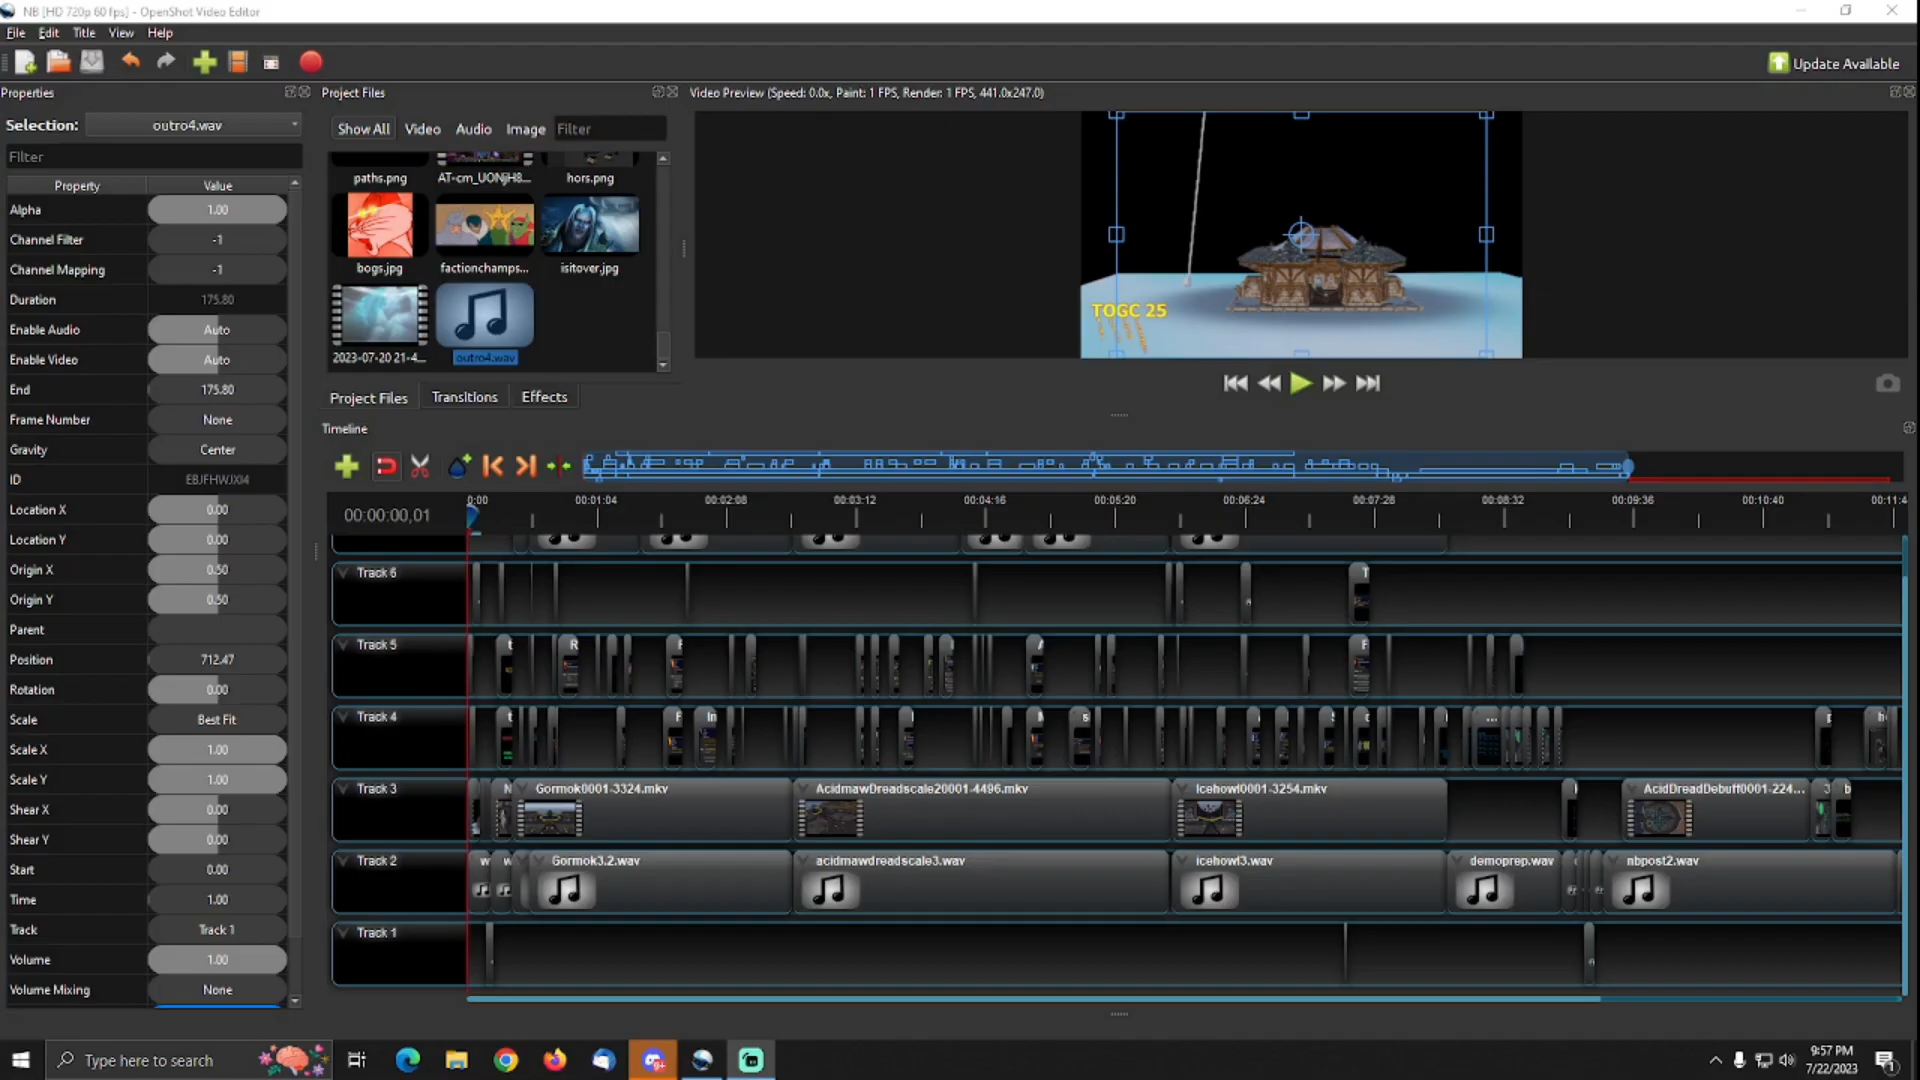 NB [HD 720p 60 fps] - OpenShot Video Editor
File Edit Title View Help
Update Available
Properties
Project Files
Video Preview (Speed: 0.0x, Paint: 1 FPS, Render: 1 FPS, 441.0x247.0)
Selection: outro4.wav
Show All Video Audio Image Filter
Filter
Property Value
Alpha 1.00
Channel Filter -1
Channel Mapping -1
Duration 175.80
Enable Audio Auto
Enable Video Auto
End 175.80
Frame Number None
Gravity Center
ID EBJFHWJXI4
Location X 0.00
Location Y 0.00
Origin X 0.50
Origin Y 0.50
Parent
Position 712.47
Rotation 0.00
Scale Best Fit
Scale X 1.00
Scale Y 1.00
Shear X 0.00
Shear Y 0.00
Start 0.00
Time 1.00
Track Track 1
Volume 1.00
Volume Mixing None
paths.png AT-cm_UONjH8... hors.png
bogs.jpg factionchamps... isitover.jpg
2023-07-20 21-4... outro4.wav
Project Files Transitions Effects
TOGC 25
Timeline
00:00:00,01
0:00 00:01:04 00:02:08 00:03:12 00:04:16 00:05:20 00:06:24 00:07:28 00:08:32 00:09:36 00:10:40 00:11:4
Track 6 T
Track 5 t R F A F
Track 4 t F In s ...
Track 3 N Gormok0001-3324.mkv AcidmawDreadscale20001-4496.mkv Icehowl0001-3254.mkv AcidDreadDebuff0001-224... 3 b
Track 2 w w Gormok3.2.wav acidmawdreadscale3.wav icehowl3.wav demoprep.wav nbpost2.wav
Track 1
Type here to search
9:57 PM
7/22/2023